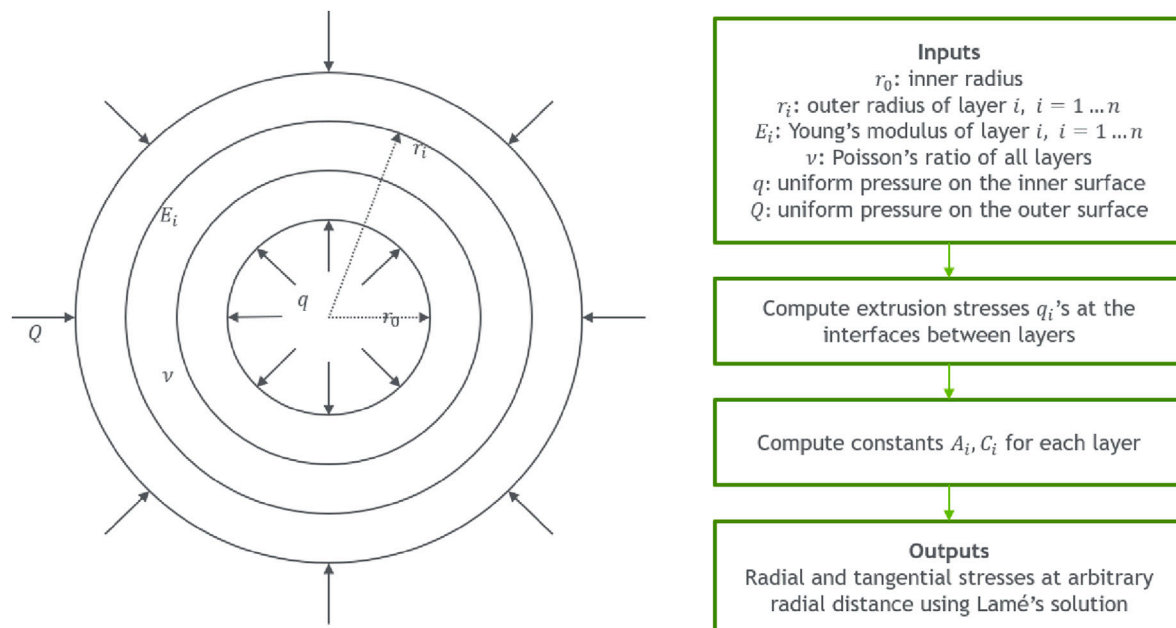 r_i
E_i
q
r_0
Q
ν
Inputs
r_0: inner radius
r_i: outer radius of layer i, i = 1 … n
E_i: Young's modulus of layer i, i = 1 … n
ν: Poisson's ratio of all layers
q: uniform pressure on the inner surface
Q: uniform pressure on the outer surface
Compute extrusion stresses q_i's at the
interfaces between layers
Compute constants A_i, C_i for each layer
Outputs
Radial and tangential stresses at arbitrary
radial distance using Lamé's solution